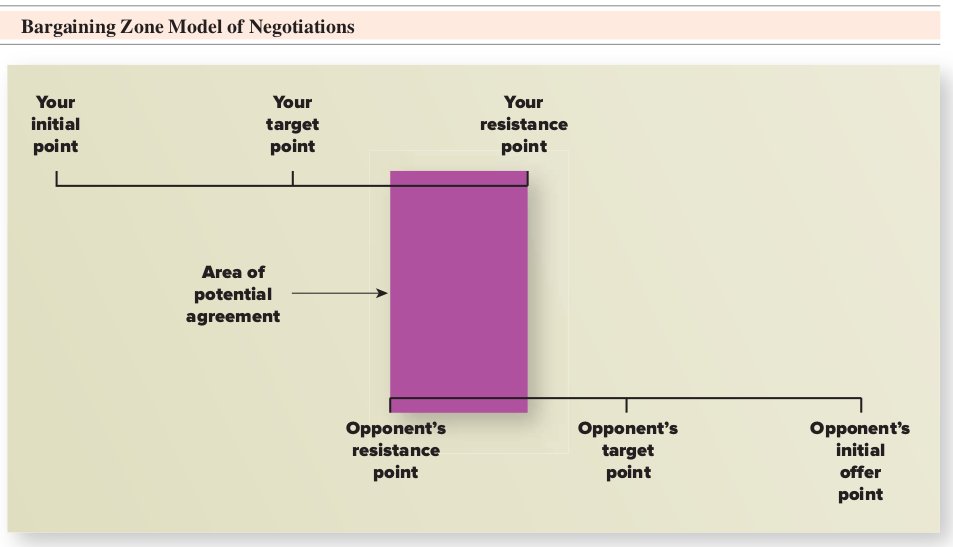 Bargaining Zone Model of Negotiations
Your
initial
point
Your
target
point
Your
resistance
point
Area of
potential
agreement
Opponent's
resistance
point
Opponent's
target
point
Opponent's
initial
offer
point